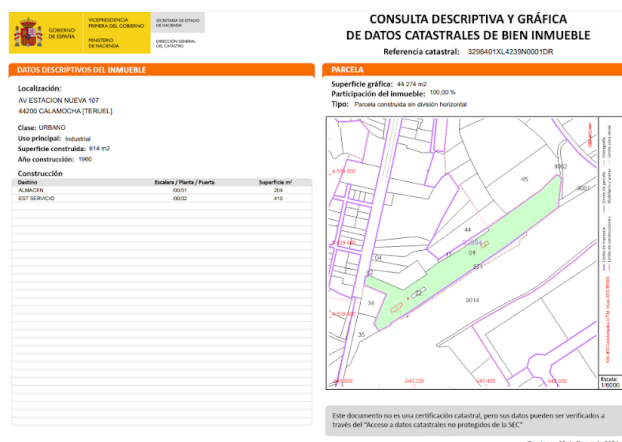 GOBIERNO
DE ESPAÑA
VICEPRESIDENCIA
PRIMERA DEL GOBIERNO
MINISTERIO
DE HACIENDA
SECRETARÍA DE ESTADO
DE HACIENDA
DIRECCIÓN GENERAL
DEL CATASTRO
CONSULTA DESCRIPTIVA Y GRÁFICA
DE DATOS CATASTRALES DE BIEN INMUEBLE
Referencia catastral: 3298401XL4239N0001DR
DATOS DESCRIPTIVOS DEL INMUEBLE
Localización:
AV ESTACION NUEVA 107
44200 CALAMOCHA [TERUEL]
Clase: URBANO
Uso principal: Industrial
Superficie construida: 614 m2
Año construcción: 1960
Construcción
Destino Escalera / Planta / Puerta Superficie m²
ALMACEN /00/01 204
EST SERVICIO /00/02 410
PARCELA
Superficie gráfica: 44.274 m2
Participación del inmueble: 100,00 %
Tipo: Parcela construida sin división horizontal
9002
45
9001
44
04
01
34
35
9014
643,200
643,400
Escala:
1/6000
Este documento no es una certificación catastral, pero sus datos pueden ser verificados a
través del "Acceso a datos catastrales no protegidos de la SEC"